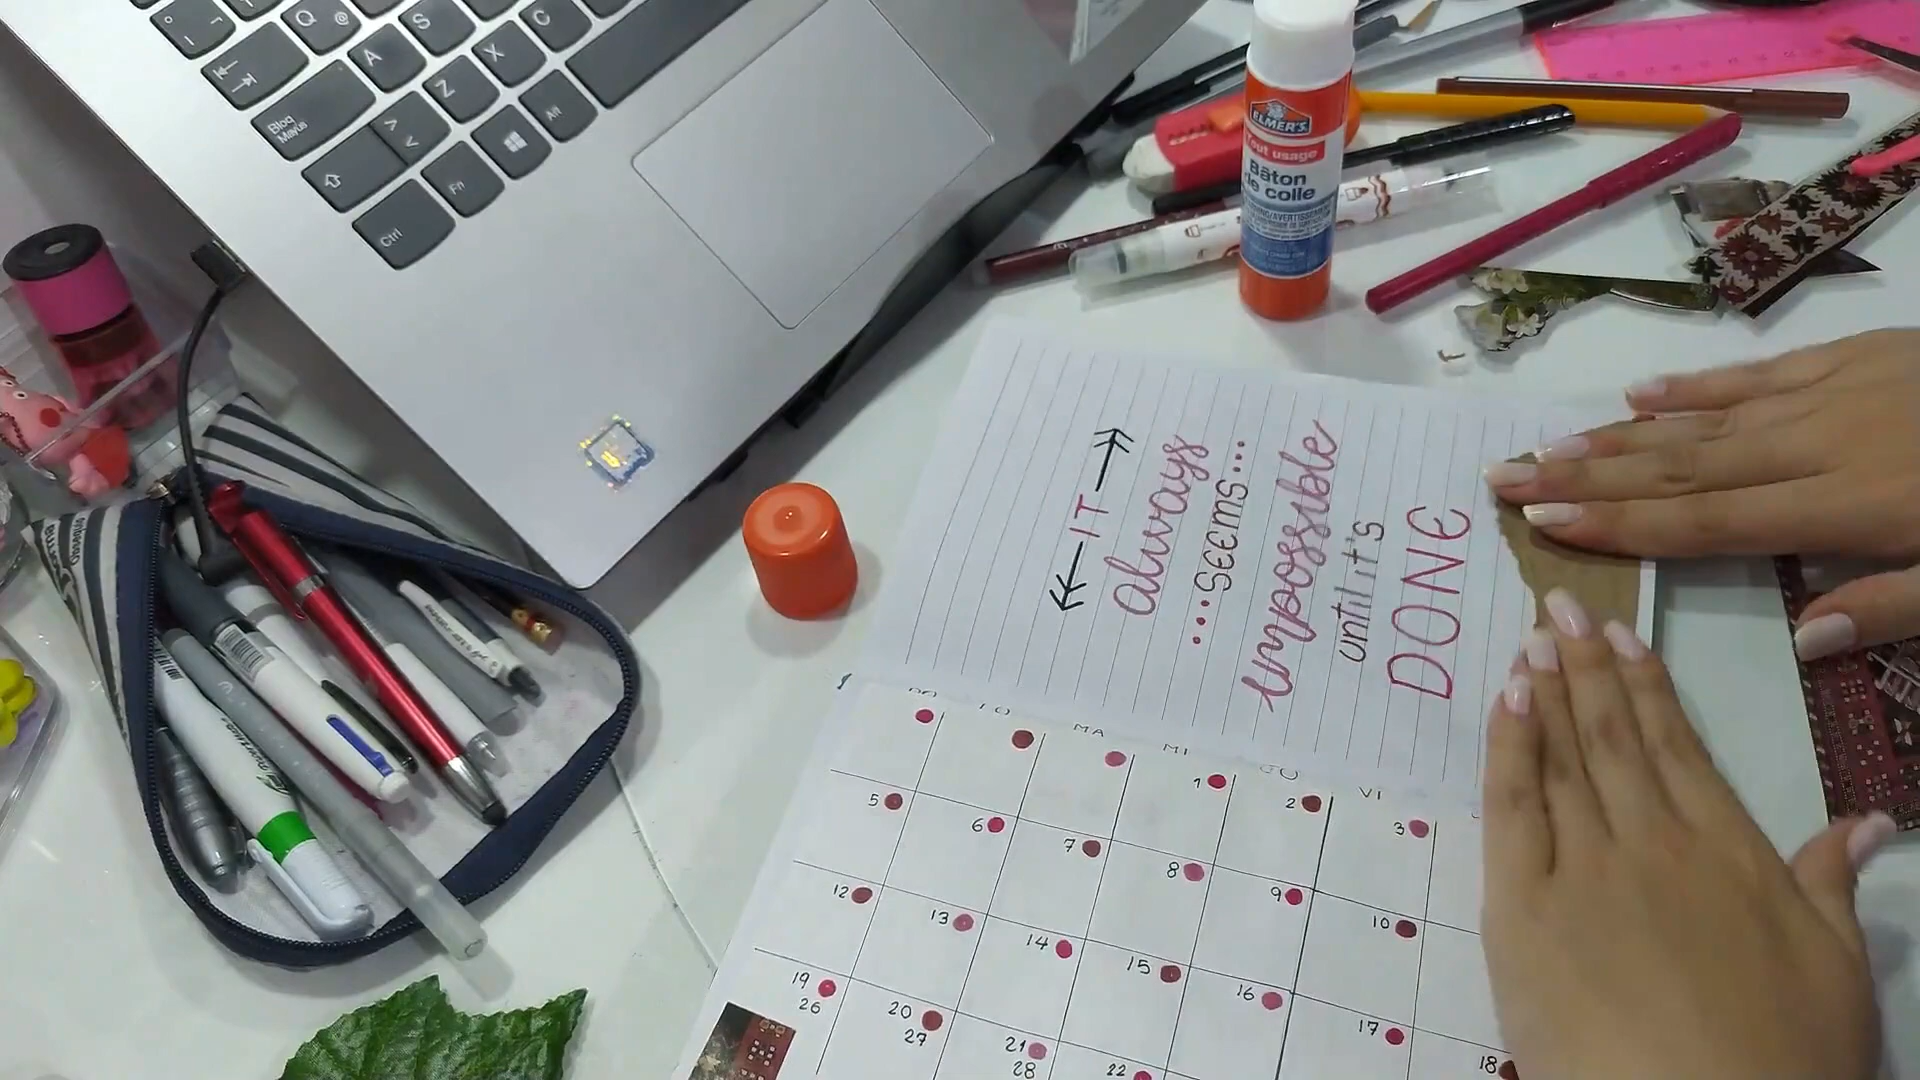 Q @
A
S
Z
X
C
Bloq
Mayús
Fn
Alt
Ctrl
ELMER'S
Tout usage
Bâton
de colle
IT
always
...SEEMS...
impossible
until it's
DONE
MA
MI
VI
1
2
3
5
6
7
8
9
10
12
13
14
15
16
17
18
19
20
21
22
26
27
28